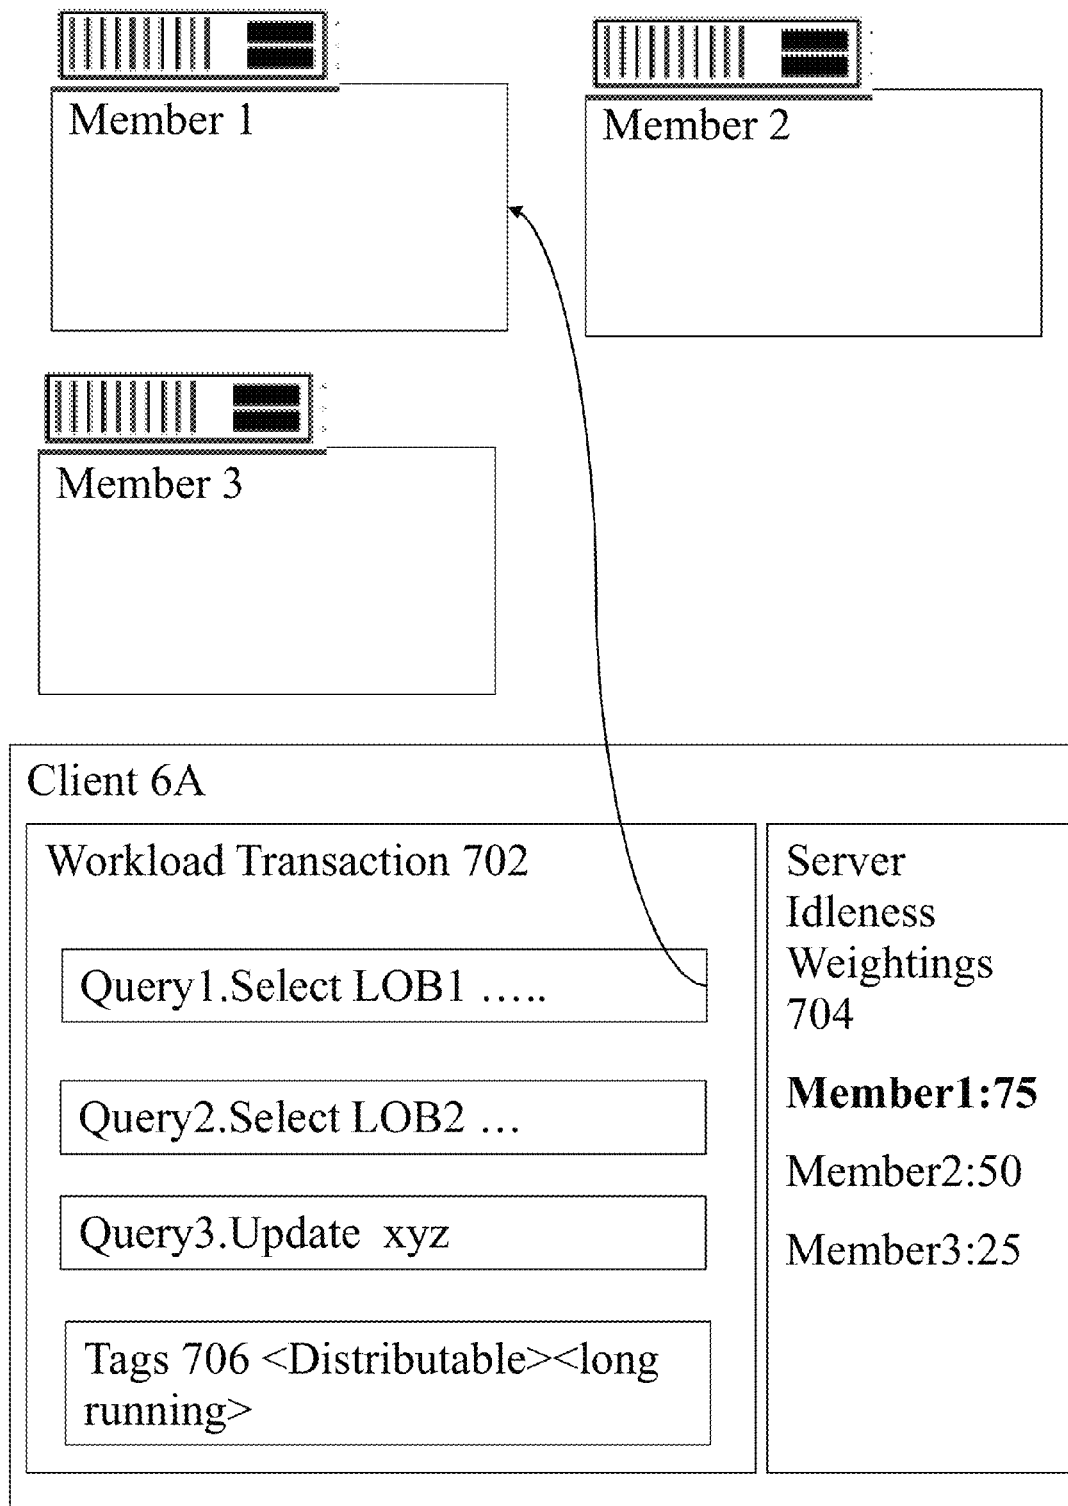 Member 1
Member 2
Member 3
Client 6A
Workload Transaction 702
Query1.Select LOB1 …..
Query2.Select LOB2 …
Query3.Update  xyz
Tags 706 <Distributable><long
running>
Server
Idleness
Weightings
704
Member1:75
Member2:50
Member3:25